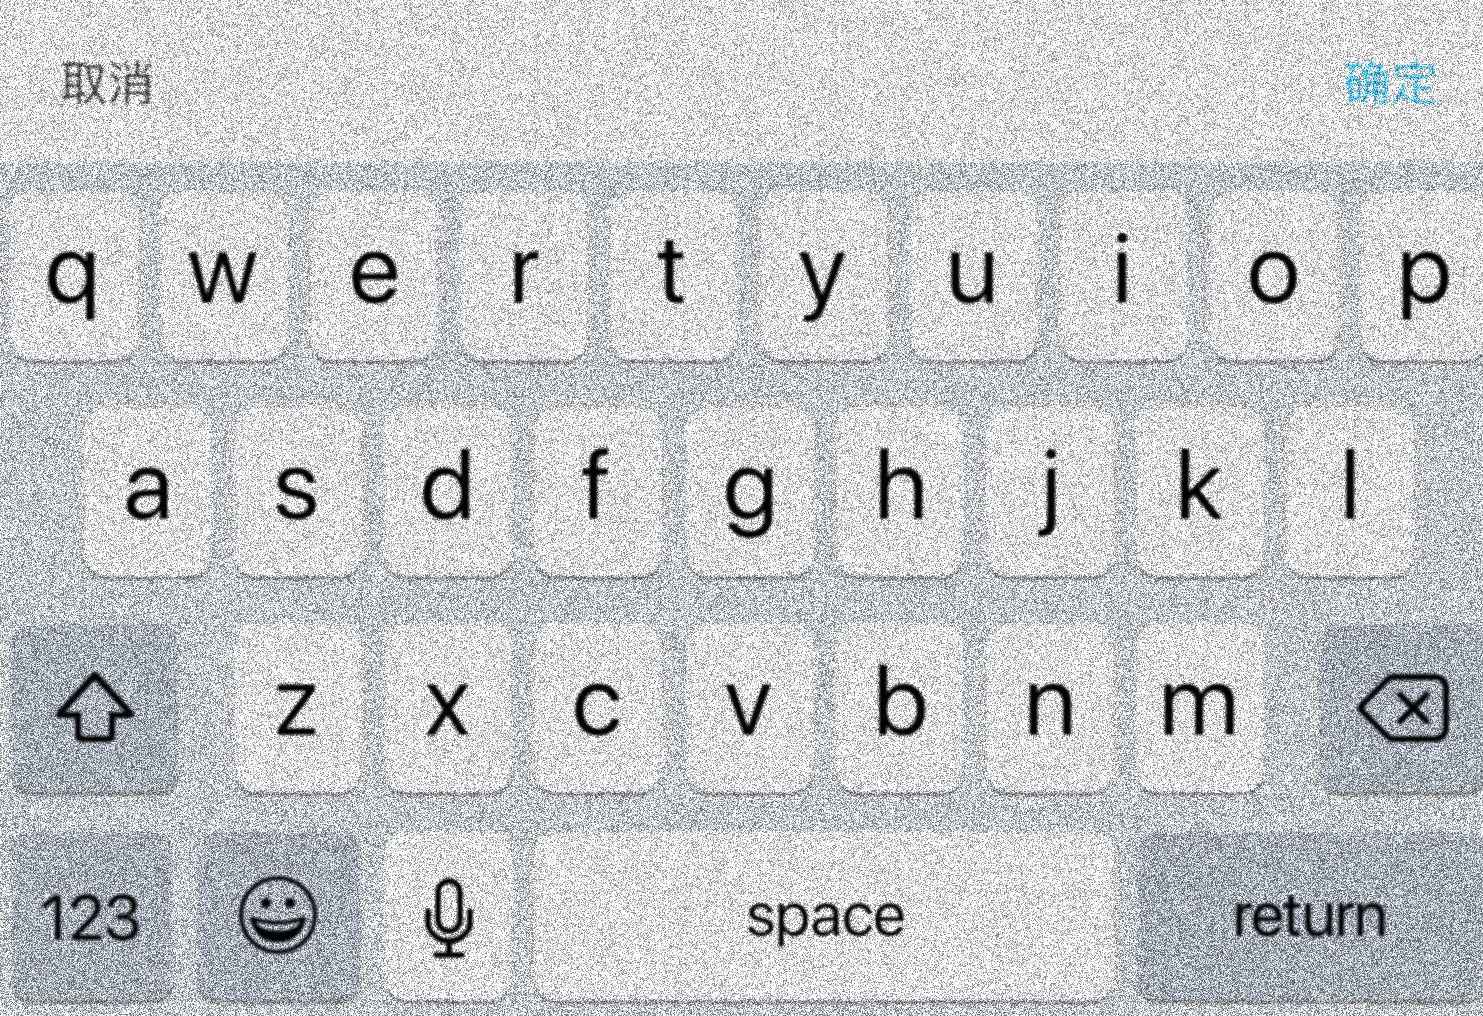 取消 确定
q w e r t y u i o p
a s d f g h j k l
z x c v b n m
123 space return